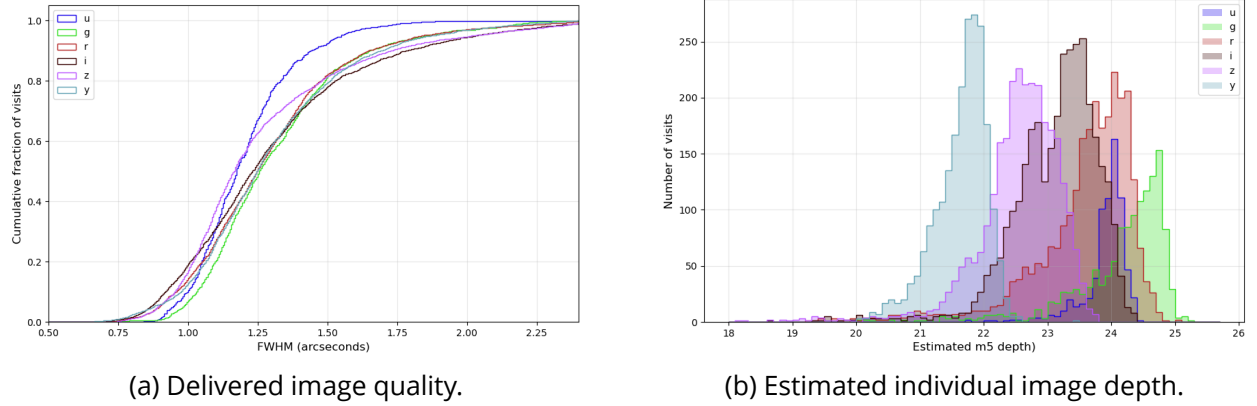 1.0
0.8
0.6
0.4
0.2
0.0
Cumulative fraction of visits
u
g
r
i
z
y
0.50 0.75 1.00 1.25 1.50 1.75 2.00 2.25
FWHM (arcseconds)
(a) Delivered image quality.
250
200
150
100
50
0
Number of visits
u
g
r
i
z
y
18 19 20 21 22 23 24 25 26
Estimated m5 depth)
(b) Estimated individual image depth.